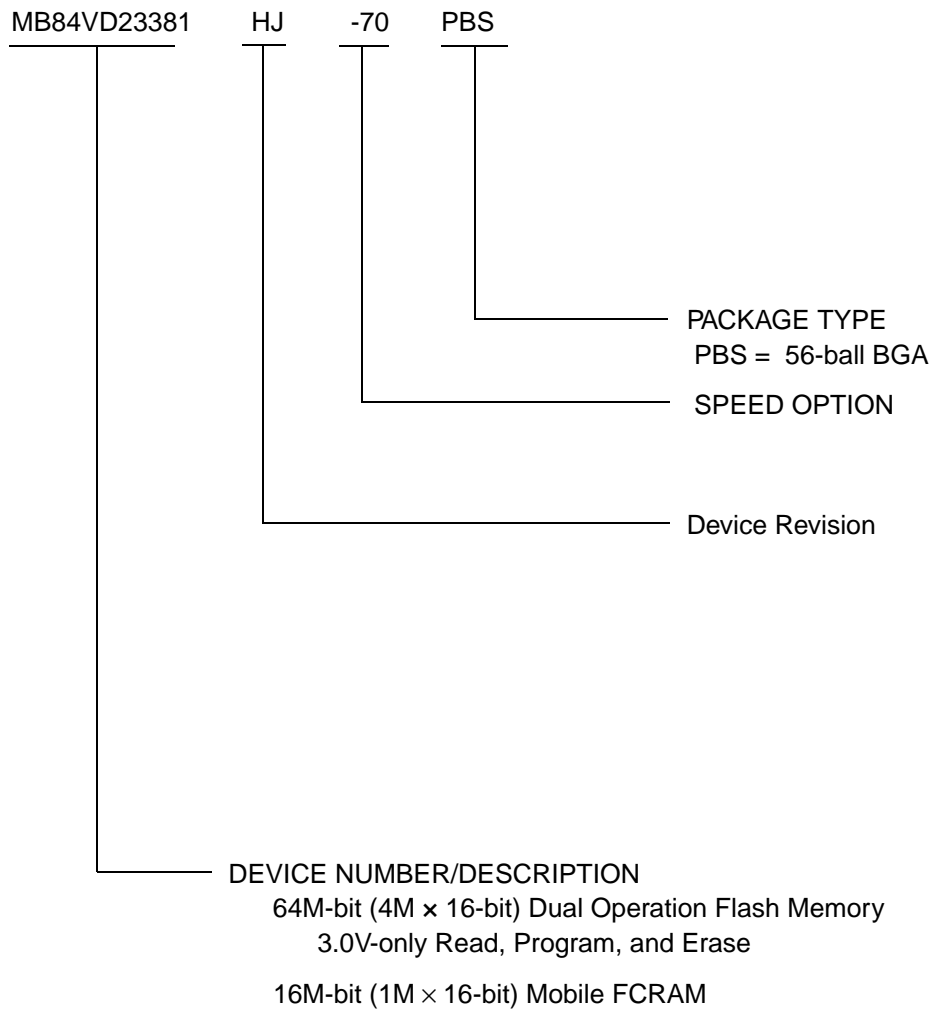 MB84VD23381 HJ -70 PBS
PACKAGE TYPE
PBS = 56-ball BGA
SPEED OPTION
Device Revision
DEVICE NUMBER/DESCRIPTION
64M-bit (4M × 16-bit) Dual Operation Flash Memory
3.0V-only Read, Program, and Erase
16M-bit (1M × 16-bit) Mobile FCRAM